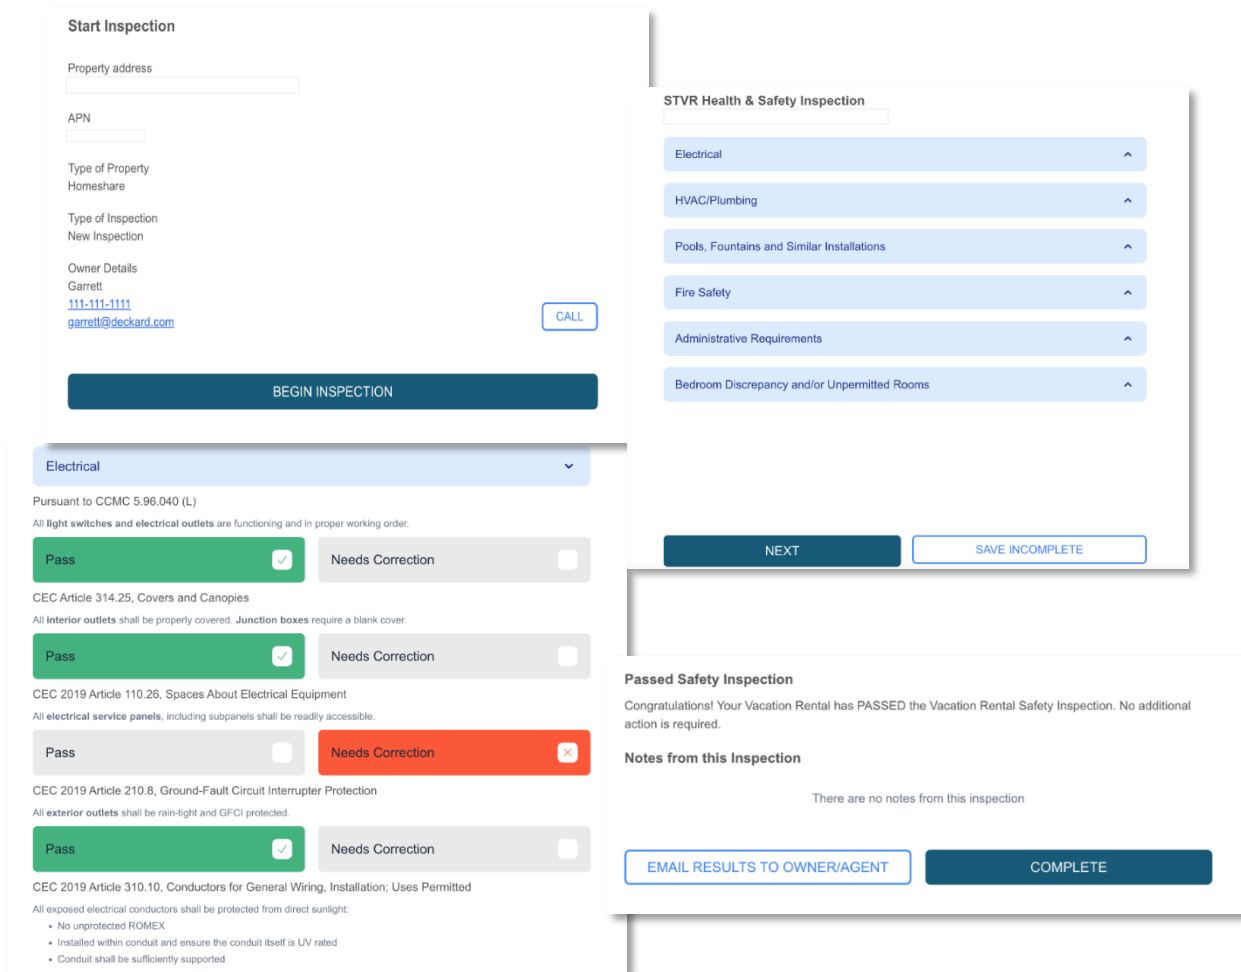 Start Inspection
Property address
APN
Type of Property
Homeshare
Type of Inspection
New Inspection
Owner Details
Garrett
111-111-1111
garrett@deckard.com
CALL
BEGIN INSPECTION
STVR Health & Safety Inspection
Electrical
HVAC/Plumbing
Pools, Fountains and Similar Installations
Fire Safety
Administrative Requirements
Bedroom Discrepancy and/or Unpermitted Rooms
NEXT
SAVE INCOMPLETE
Electrical
Pursuant to CCMC 5.96.040 (L)
All light switches and electrical outlets are functioning and in proper working order.
Pass
Needs Correction
CEC Article 314.25, Covers and Canopies
All interior outlets shall be properly covered. Junction boxes require a blank cover.
Pass
Needs Correction
CEC 2019 Article 110.26, Spaces About Electrical Equipment
All electrical service panels, including subpanels shall be readily accessible.
Pass
Needs Correction
CEC 2019 Article 210.8, Ground-Fault Circuit Interrupter Protection
All exterior outlets shall be rain-tight and GFCI protected.
Pass
Needs Correction
CEC 2019 Article 310.10, Conductors for General Wiring, Installation; Uses Permitted
All exposed electrical conductors shall be protected from direct sunlight:
• No unprotected ROMEX
• Installed within conduit and ensure the conduit itself is UV rated
• Conduit shall be sufficiently supported
Passed Safety Inspection
Congratulations! Your Vacation Rental has PASSED the Vacation Rental Safety Inspection. No additional
action is required.
Notes from this Inspection
There are no notes from this inspection
EMAIL RESULTS TO OWNER/AGENT
COMPLETE